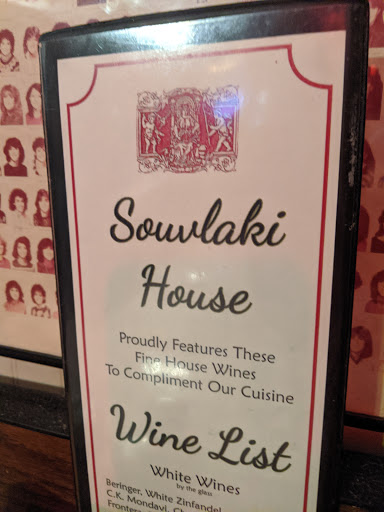 Souvlaki
House
Proudly Features These
Fine House Wines
To Compliment Our Cuisine
Wine List
White Wines
by the glass
Beringer, White Zinfandel
C.K. Mondavi,